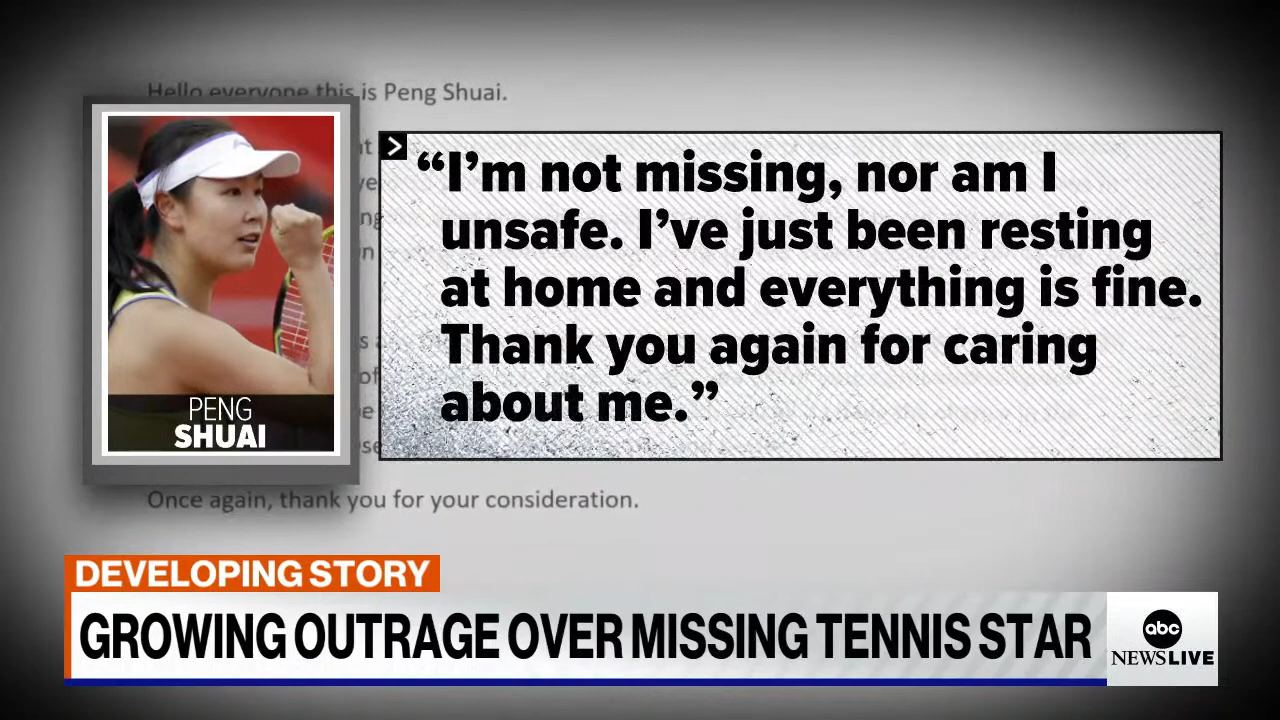 Hello everyone this is Peng Shuai.
“I’m not missing, nor am I
unsafe. I’ve just been resting
at home and everything is fine.
Thank you again for caring
about me.”
PENG
SHUAI
Once again, thank you for your consideration.
DEVELOPING STORY
GROWING OUTRAGE OVER MISSING TENNIS STAR
abc
NEWSLIVE